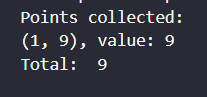 Points collected:
(1, 9), value: 9
Total:  9